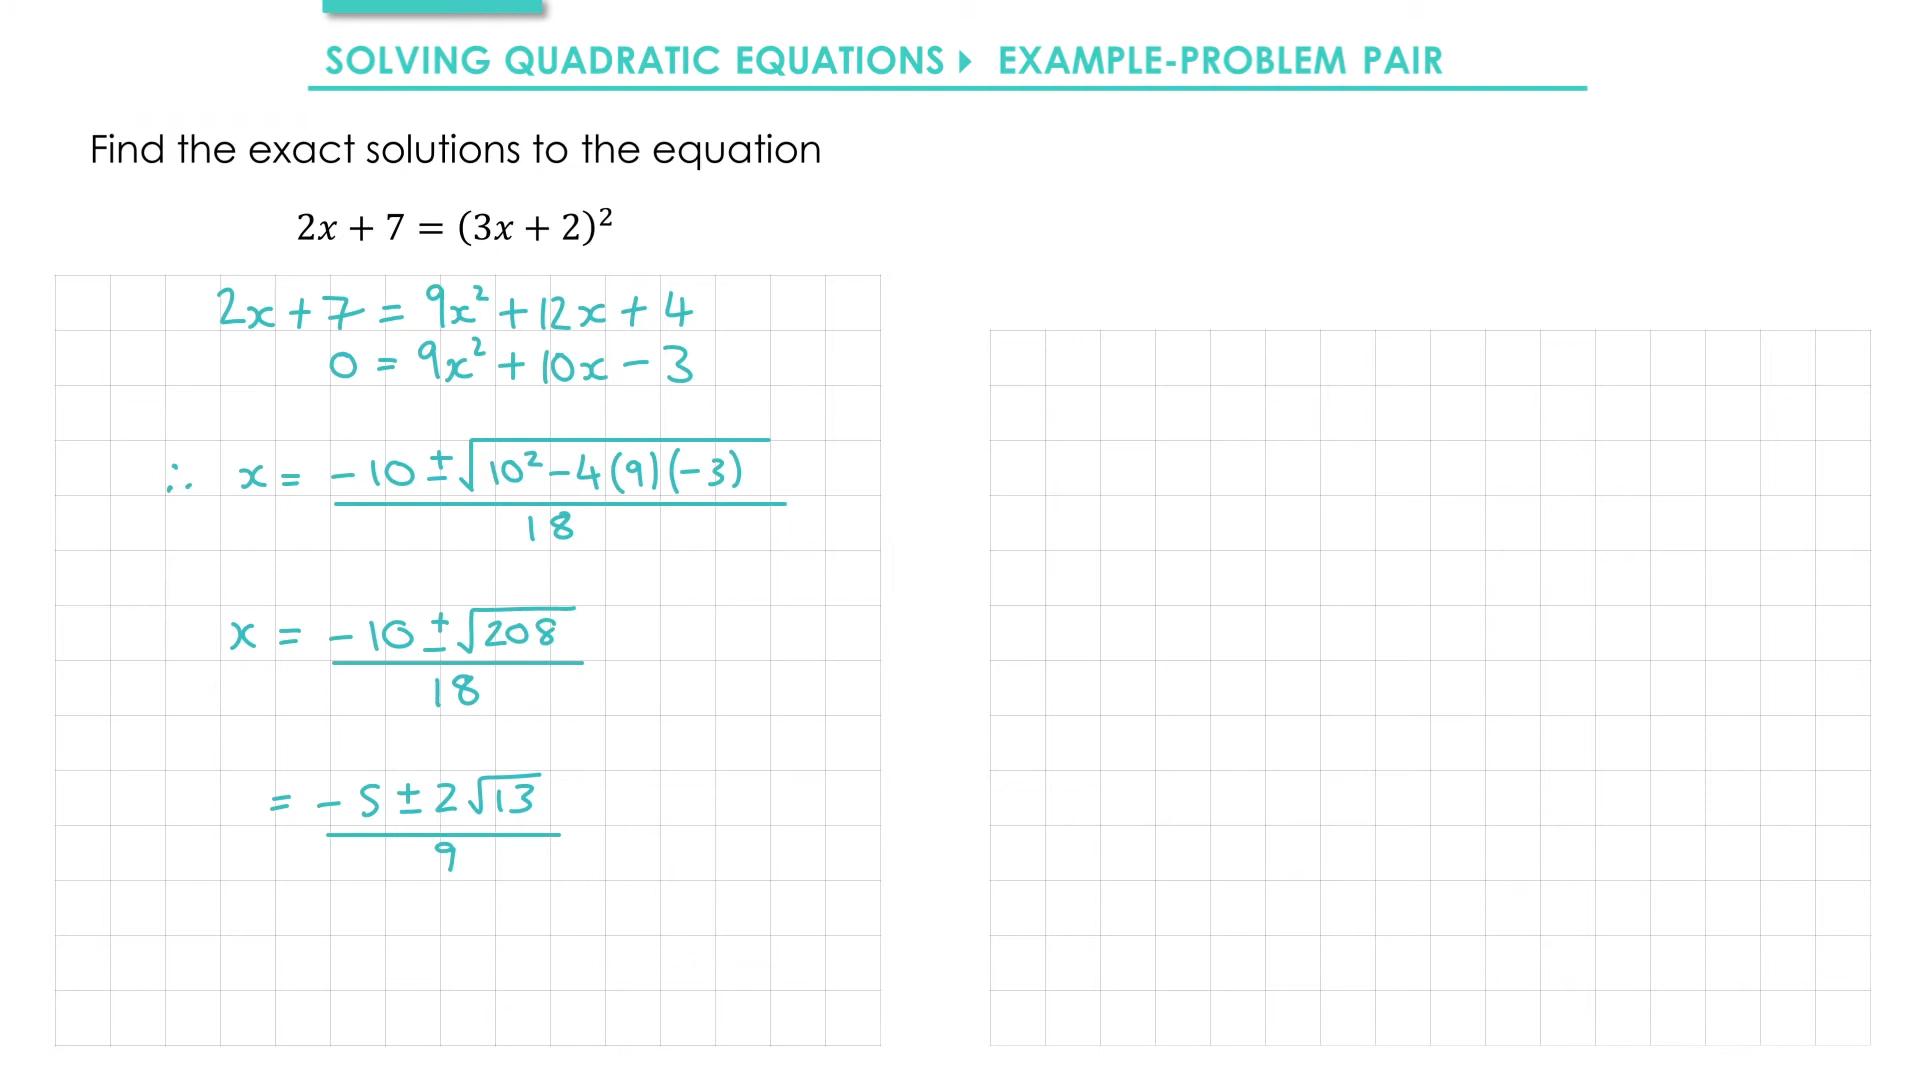 SOLVING QUADRATIC EQUATIONS ▸ EXAMPLE-PROBLEM PAIR
Find the exact solutions to the equation
2x + 7 = (3x + 2)²
2x + 7 = 9x² + 12x + 4
0 = 9x² + 10x − 3
∴ x = −10 ± √10² − 4(9)(−3)
18
x = −10 ± √208
18
= −5 ± 2√13
9